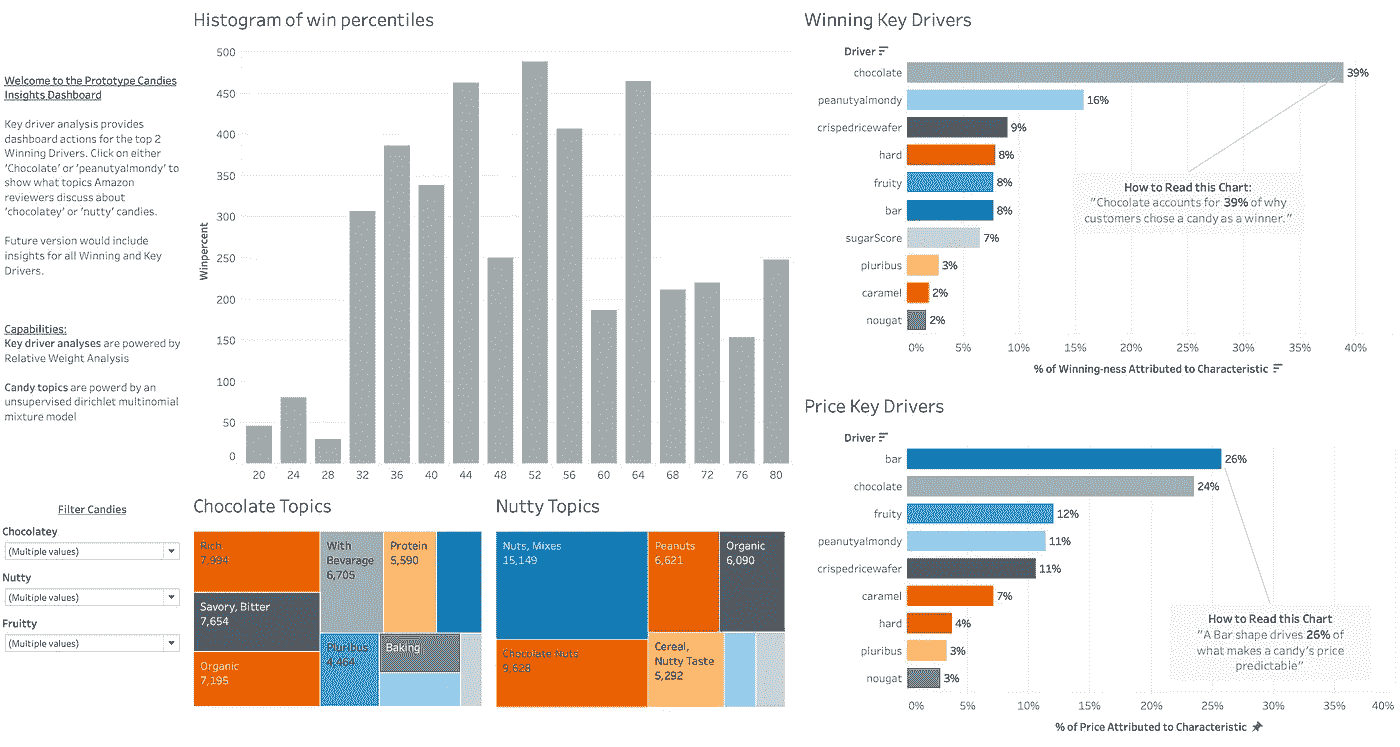 Welcome to the Prototype Candies
Insights Dashboard
Key driver analysis provides
dashboard actions for the top 2
Winning Drivers. Click on either
‘Chocolate’ or ‘peanutyalmondy’ to
show what topics Amazon
reviewers discuss about
‘chocolatey’ or ‘nutty’ candies.
Future version would include
insights for all Winning and Key
Drivers.
Capabilities:
Key driver analyses are powered by
Relative Weight Analysis
Candy topics are powerd by an
unsupervised dirichlet multinomial
mixture model
Filter Candies
Chocolatey
(Multiple values)
Nutty
(Multiple values)
Fruitty
(Multiple values)
Histogram of win percentiles
Winpercent
500
450
400
350
300
250
200
150
100
50
0
20 24 28 32 36 40 44 48 52 56 60 64 68 72 76 80
Chocolate Topics
Rich
7,994
Savory, Bitter
7,654
Organic
7,195
With
Bevarage
6,705
Protein
5,590
Pluribus
4,464
Baking
Nutty Topics
Nuts, Mixes
15,149
Chocolate Nuts
9,628
Peanuts
6,621
Organic
6,090
Cereal,
Nutty Taste
5,292
Winning Key Drivers
Driver
chocolate 39%
peanutyalmondy 16%
crispedricewafer 9%
hard 8%
fruity 8%
bar 8%
sugarScore 7%
pluribus 3%
caramel 2%
nougat 2%
0% 5% 10% 15% 20% 25% 30% 35% 40%
% of Winning-ness Attributed to Characteristic
How to Read this Chart:
"Chocolate accounts for 39% of why
customers chose a candy as a winner."
Price Key Drivers
Driver
bar 26%
chocolate 24%
fruity 12%
peanutyalmondy 11%
crispedricewafer 11%
caramel 7%
hard 4%
pluribus 3%
nougat 3%
0% 5% 10% 15% 20% 25% 30% 35% 40%
% of Price Attributed to Characteristic
How to Read this Chart
"A Bar shape drives 26% of
what makes a candy's price
predictable"